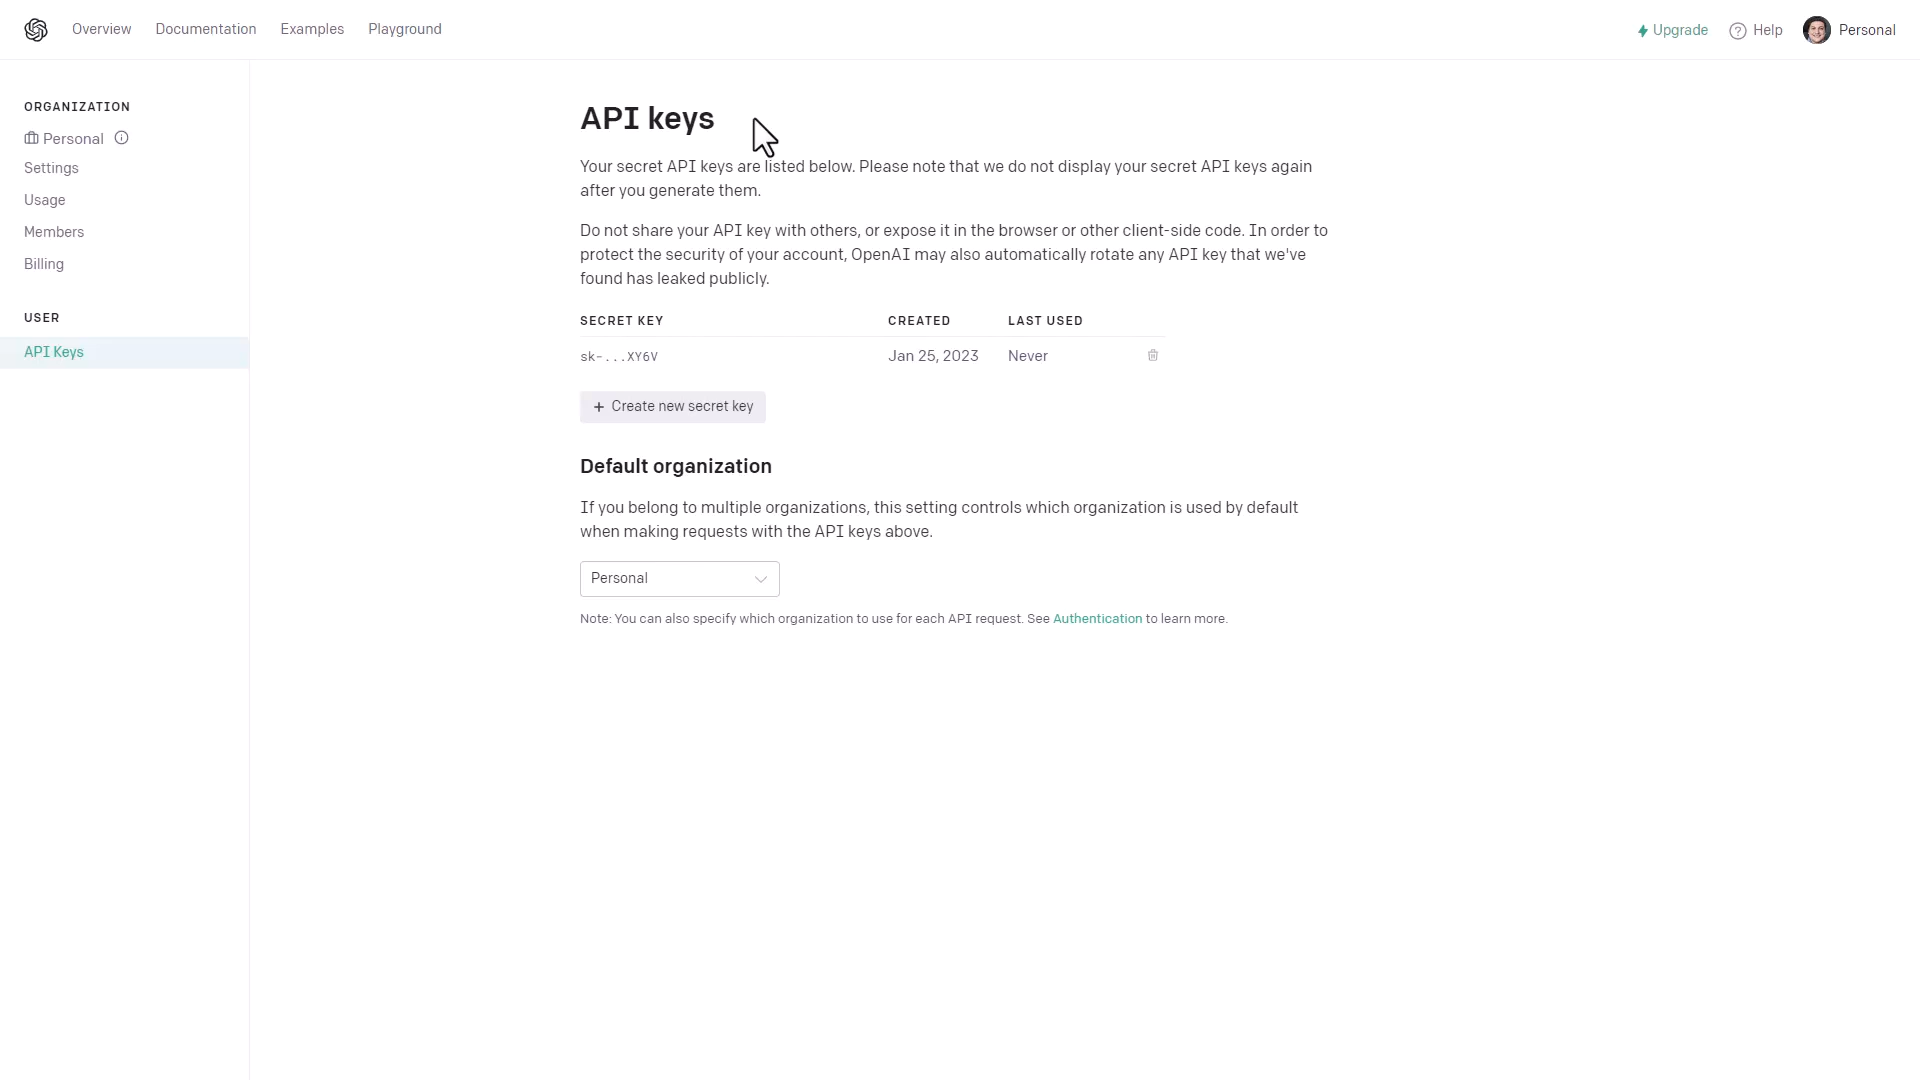 Overview Documentation Examples Playground
Upgrade Help Personal
ORGANIZATION
Personal
Settings
Usage
Members
Billing
USER
API Keys
API keys
Your secret API keys are listed below. Please note that we do not display your secret API keys again
after you generate them.
Do not share your API key with others, or expose it in the browser or other client-side code. In order to
protect the security of your account, OpenAI may also automatically rotate any API key that we've
found has leaked publicly.
SECRET KEY CREATED LAST USED
sk-...XY6V Jan 25, 2023 Never
+ Create new secret key
Default organization
If you belong to multiple organizations, this setting controls which organization is used by default
when making requests with the API keys above.
Personal
Note: You can also specify which organization to use for each API request. See Authentication to learn more.